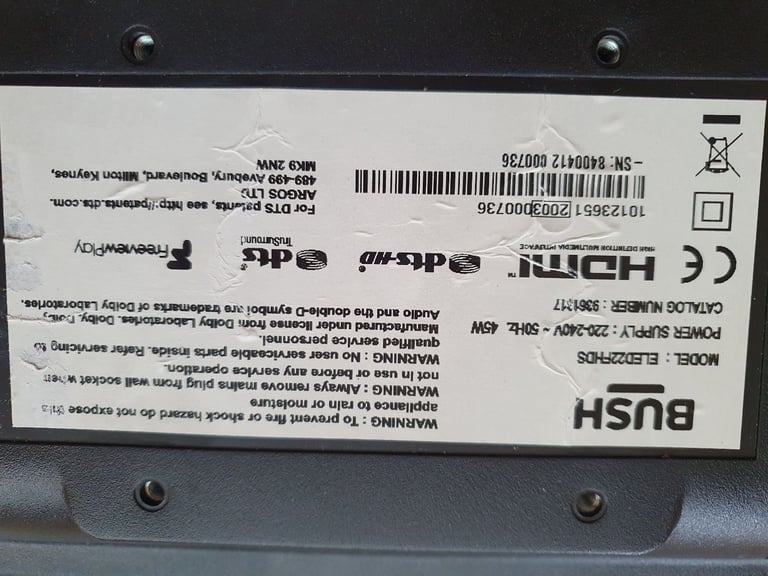 BUSH
MODEL : ELED22FHDS
POWER SUPPLY : 220-240V ~ 50Hz. 45W
CATALOG NUMBER : 9361317
WARNING : To prevent fire or shock hazard do not expose this
appliance to rain or moisture
WARNING : Always remove mains plug from wall socket when
not in use or before any service operation.
WARNING : No user serviceable parts inside. Refer servicing to
qualified service personnel.
Manufactured under license from Dolby Laboratories. Dolby, Dolby
Audio and the double-D symbol are trademarks of Dolby Laboratories.
CE
HDMI™
HIGH DEFINITION MULTIMEDIA INTERFACE
dts-HD
dts
TruSurround
FreeviewPlay
10123651 2003000736
-SN: 8400412 000736
For DTS patents, see http://patents.dts.com.
ARGOS LTD
489-499 Avebury, Boulevard, Milton Keynes,
MK9 2NW